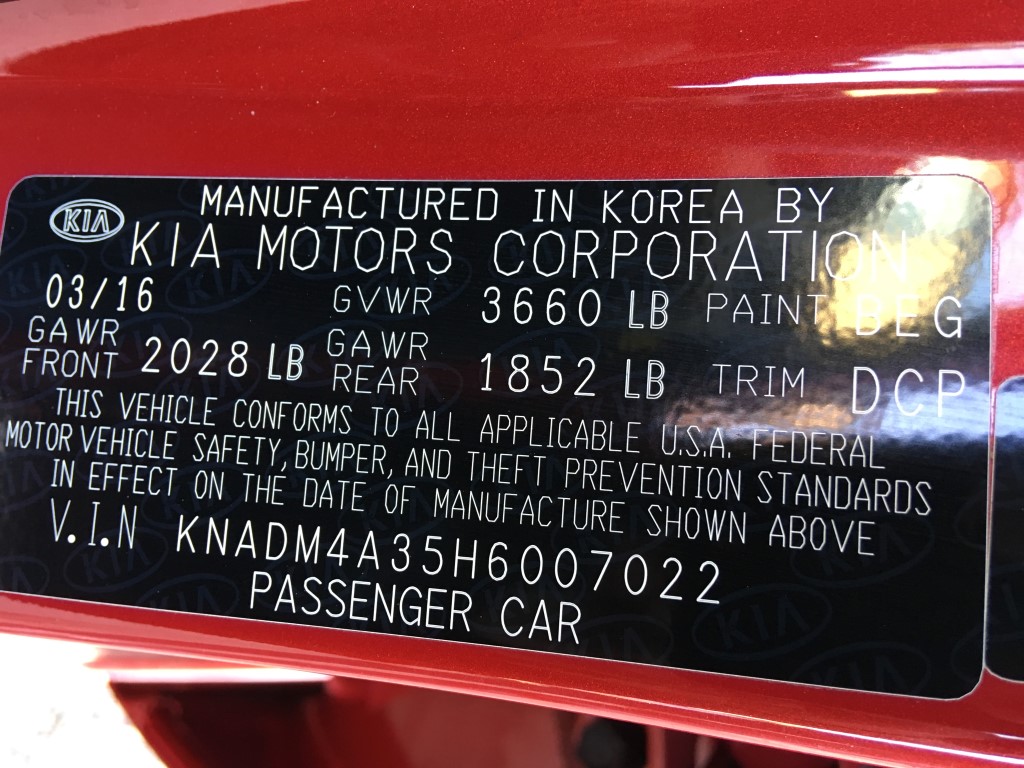 KIA MANUFACTURED IN KOREA BY
KIA MOTORS CORPORATION
03/16 GVWR 3660 LB PAINT BEG
GAWR FRONT 2028 LB GAWR REAR 1852 LB TRIM DCP
THIS VEHICLE CONFORMS TO ALL APPLICABLE U.S.A. FEDERAL
MOTOR VEHICLE SAFETY, BUMPER, AND THEFT PREVENTION STANDARDS
IN EFFECT ON THE DATE OF MANUFACTURE SHOWN ABOVE
V.I.N KNADM4A35H6007022
PASSENGER CAR